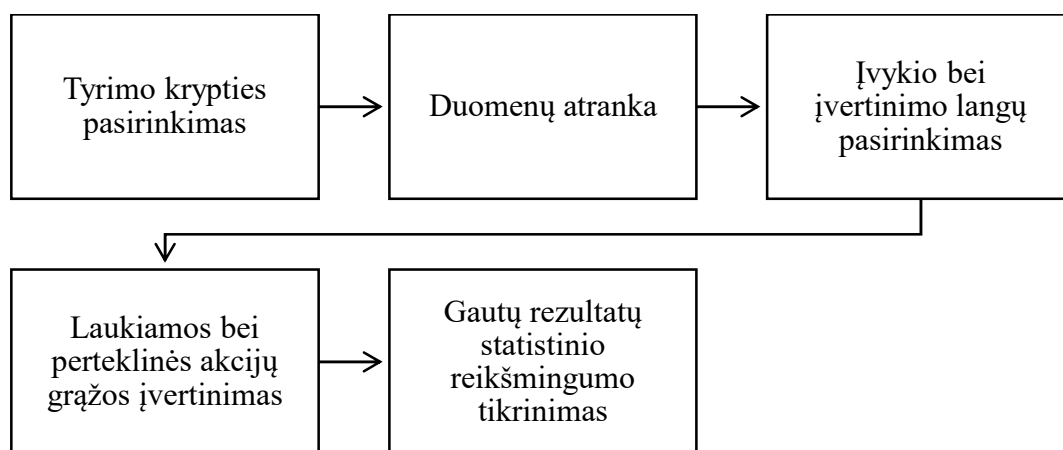 Tyrimo krypties
pasirinkimas
Duomenų atranka
Įvykio bei
įvertinimo langų
pasirinkimas
Laukiamos bei
perteklinės akcijų
grąžos įvertinimas
Gautų rezultatų
statistinio
reikšmingumo
tikrinimas